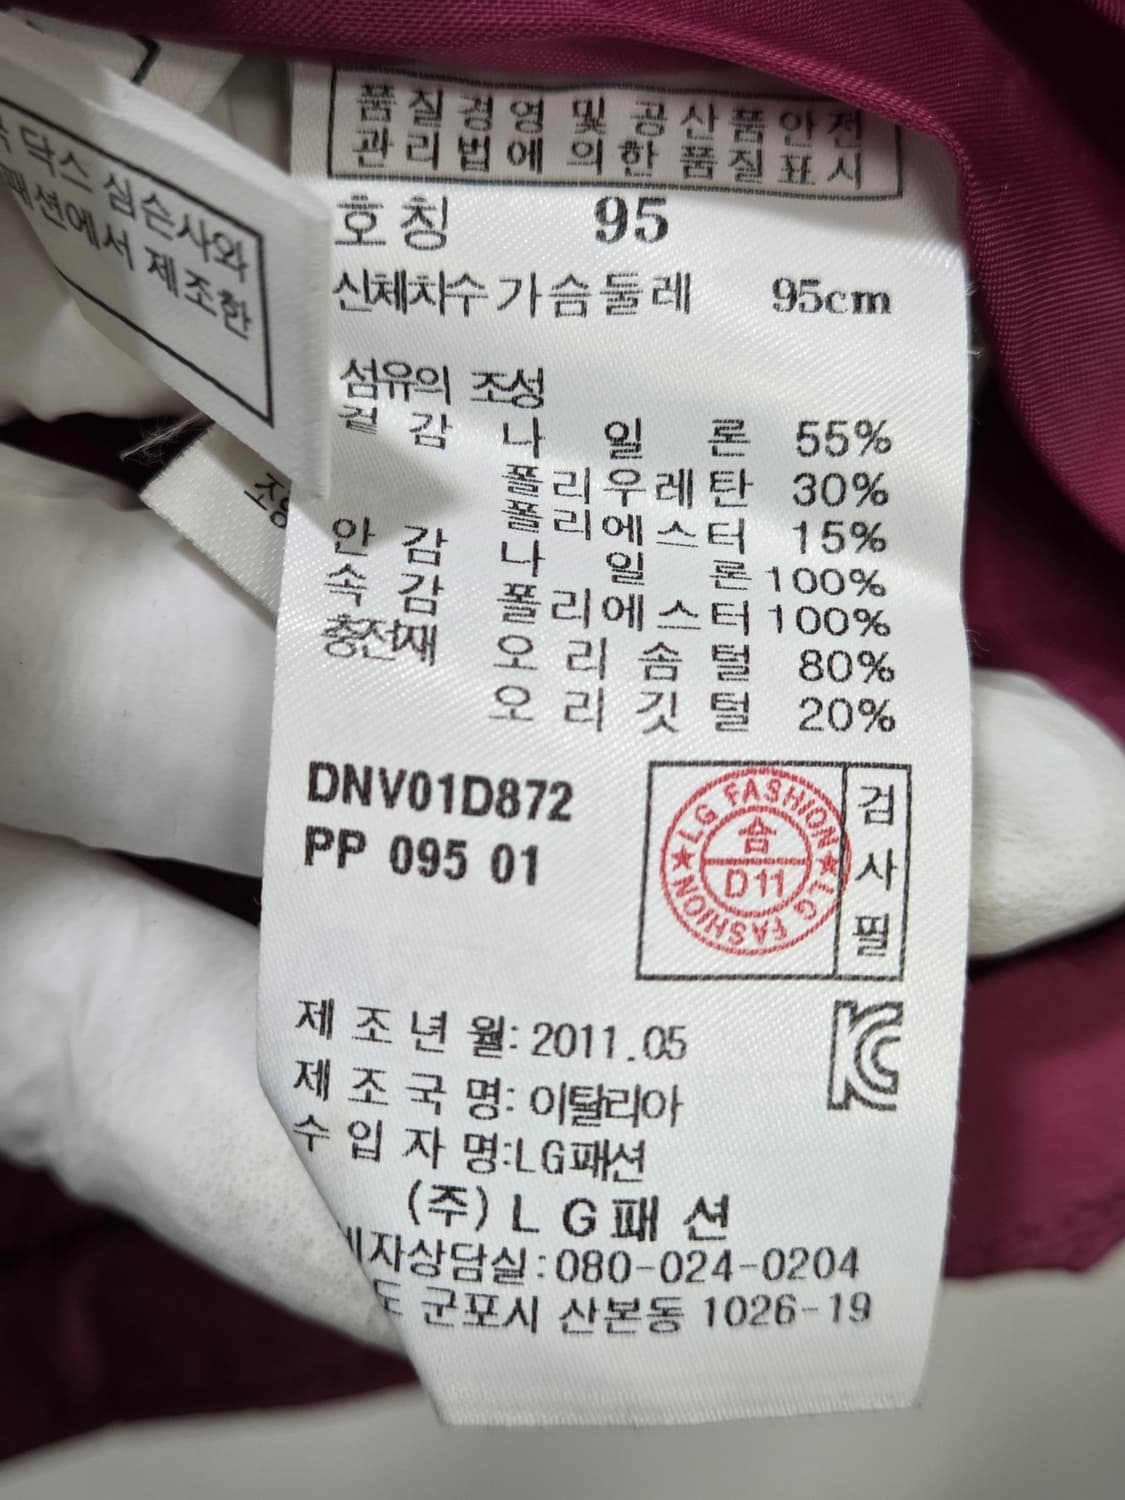 품질경영 및 공산품안전
관리법에 의한 품질표시
호칭 95
신체치수 가슴둘레 95cm
섬유의 조성
겉감 나일론 55%
폴리우레탄 30%
폴리에스터 15%
안감 나일론 100%
속감 폴리에스터 100%
충전재 오리솜털 80%
오리깃털 20%
DNV01D872
PP 095 01
LG FASHION
합
D11
LG FASHION
검사필
제조년월: 2011.05
제조국명: 이탈리아
수입자명:LG패션
(주)LG패션
자상담실:080-024-0204
도 군포시 산본동 1026-19
닥스 심슨사와
패션에서 제조한